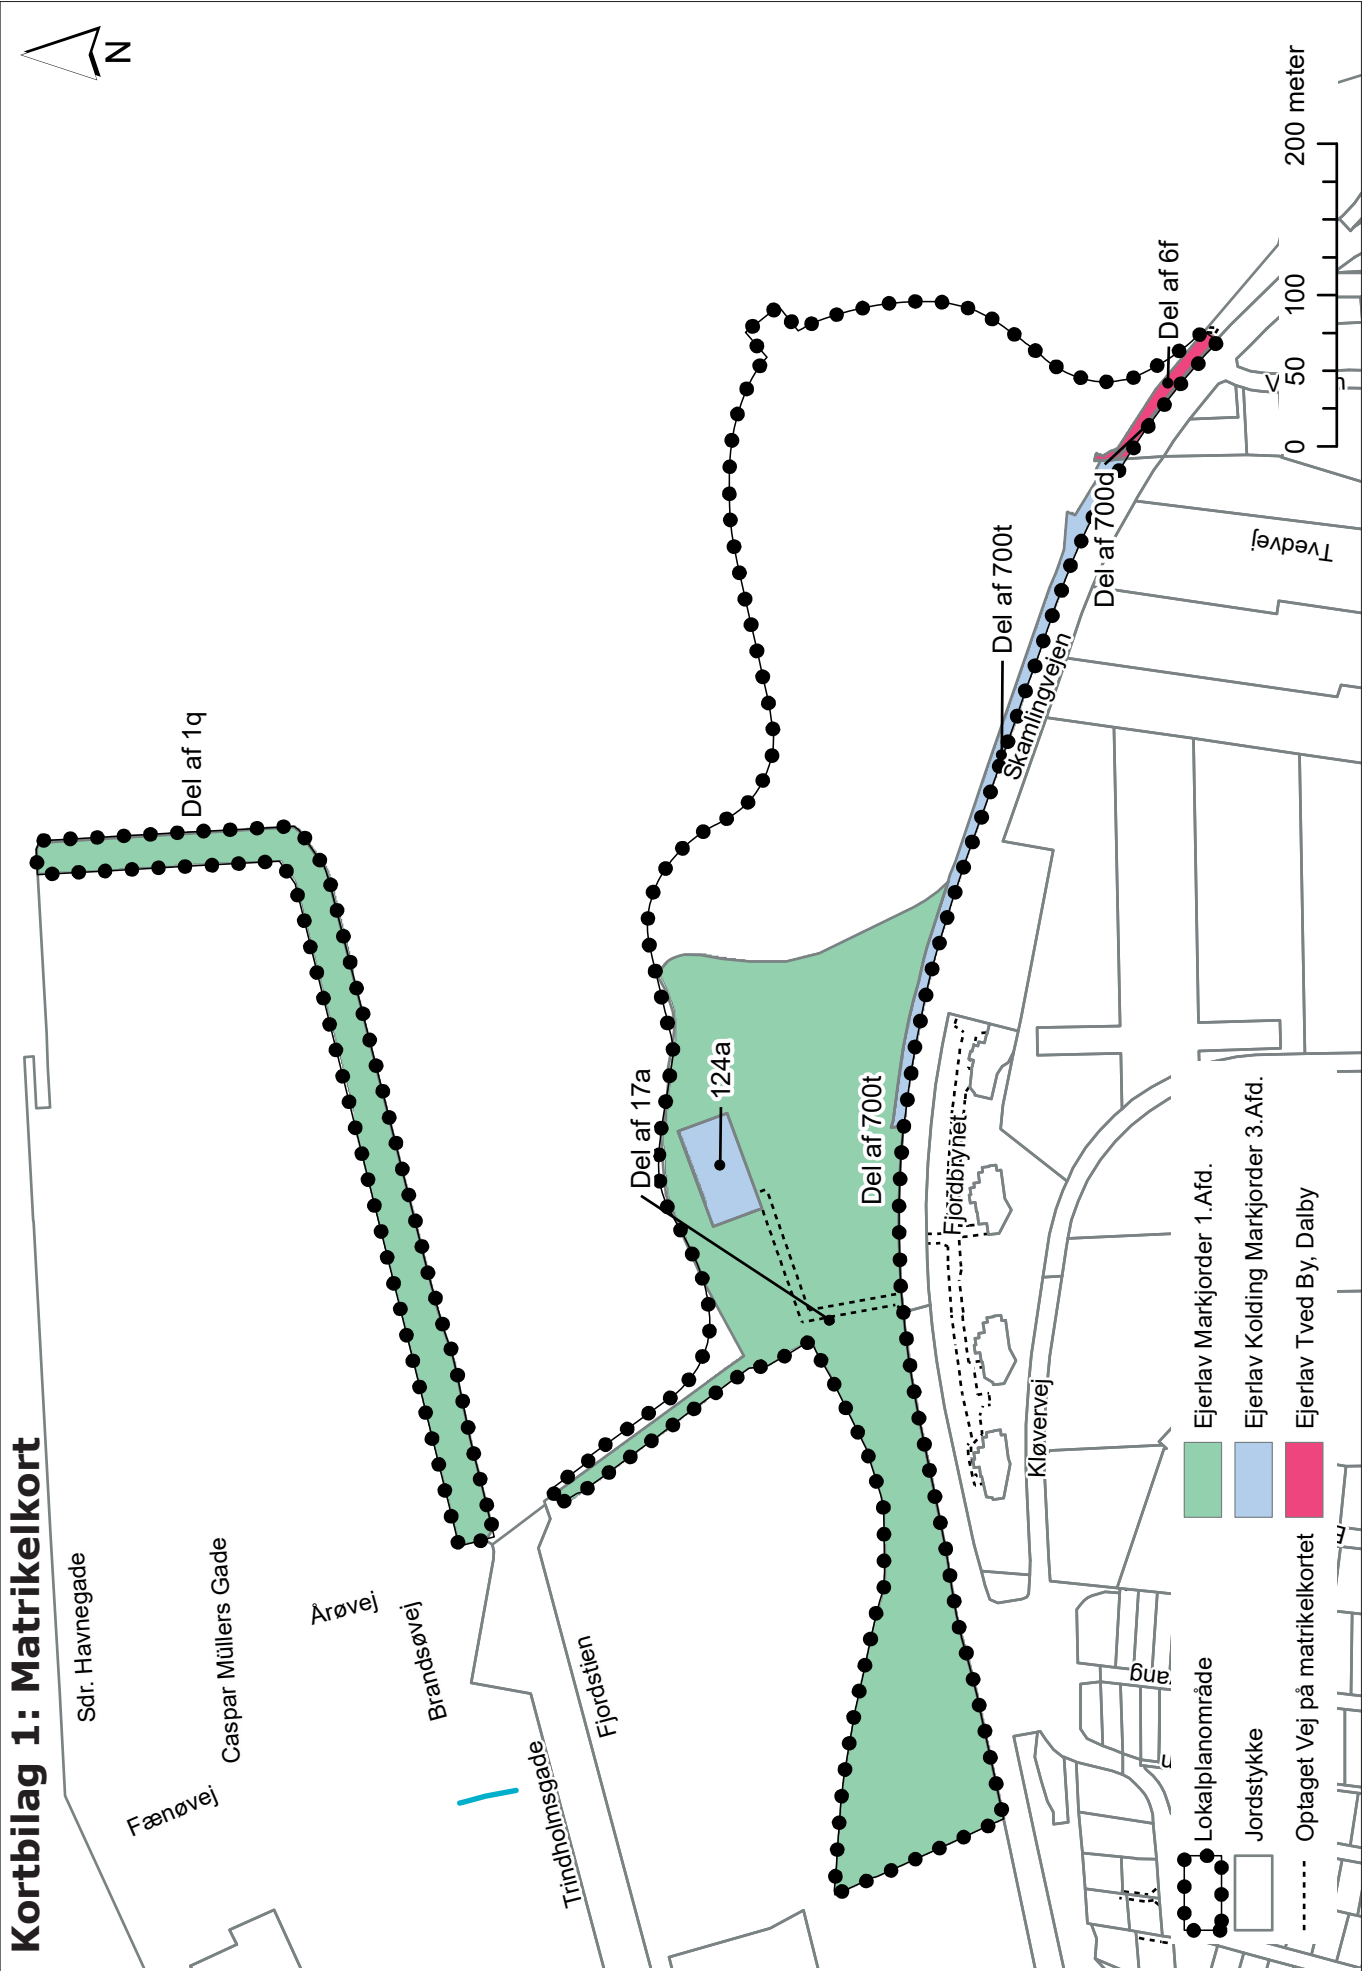 Kortbilag 1: Matrikelkort
N
Sdr. Havnegade
Caspar Müllers Gade
Fænøvej
Årøvej
Brandsøvej
Trindholmsgade
Fjordstien
Del af 1q
Del af 17a
124a
Del af 700t
Del af 700t
Del af 700d
Del af 6f
Skamlingvejen
Fjordbrynet
Kløvervej
Tvedvej
ang
Lokalplanområde
Jordstykke
Optaget Vej på matrikelkortet
Ejerlav Markjorder 1.Afd.
Ejerlav Kolding Markjorder 3.Afd.
Ejerlav Tved By, Dalby
0 50 100 200 meter